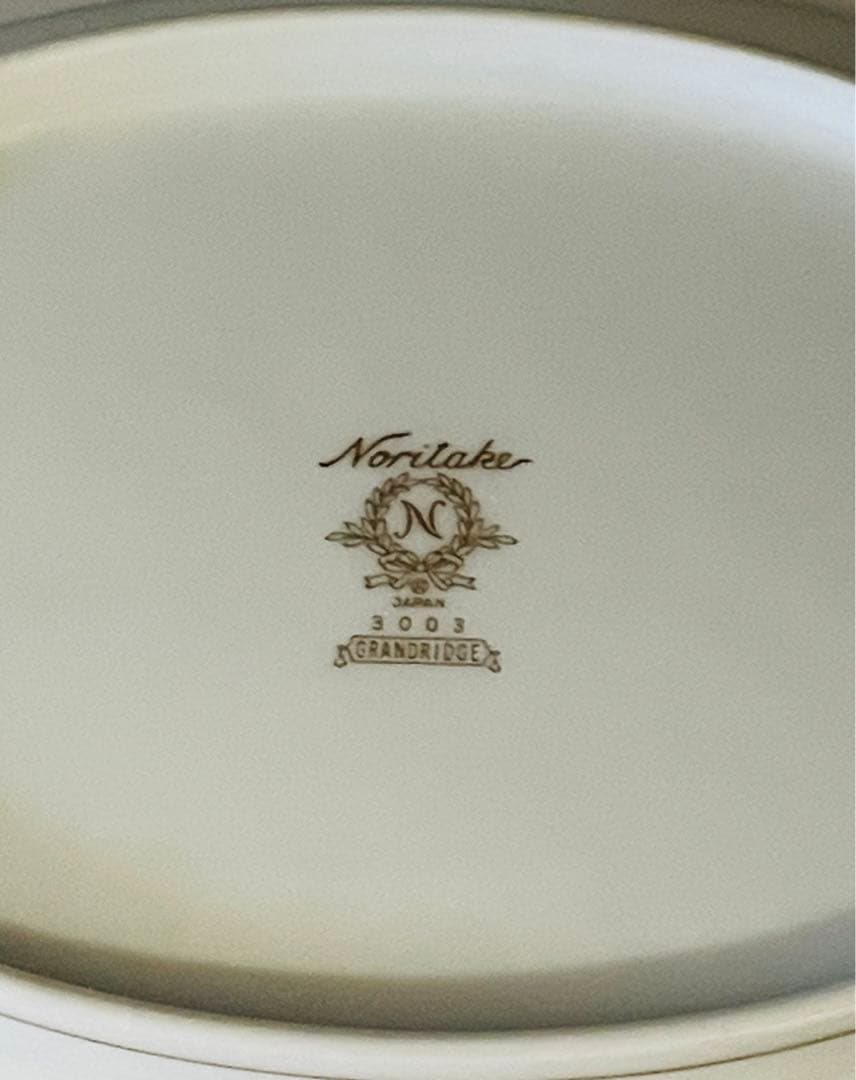 Noritake
N
JAPAN
3003
GRANDRIDGE